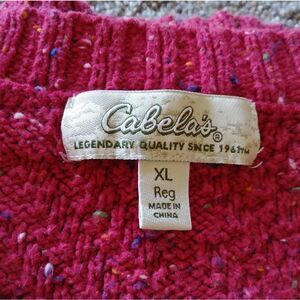 Cabela's®
LEGENDARY QUALITY SINCE 1961™
XL
Reg
MADE IN
CHINA